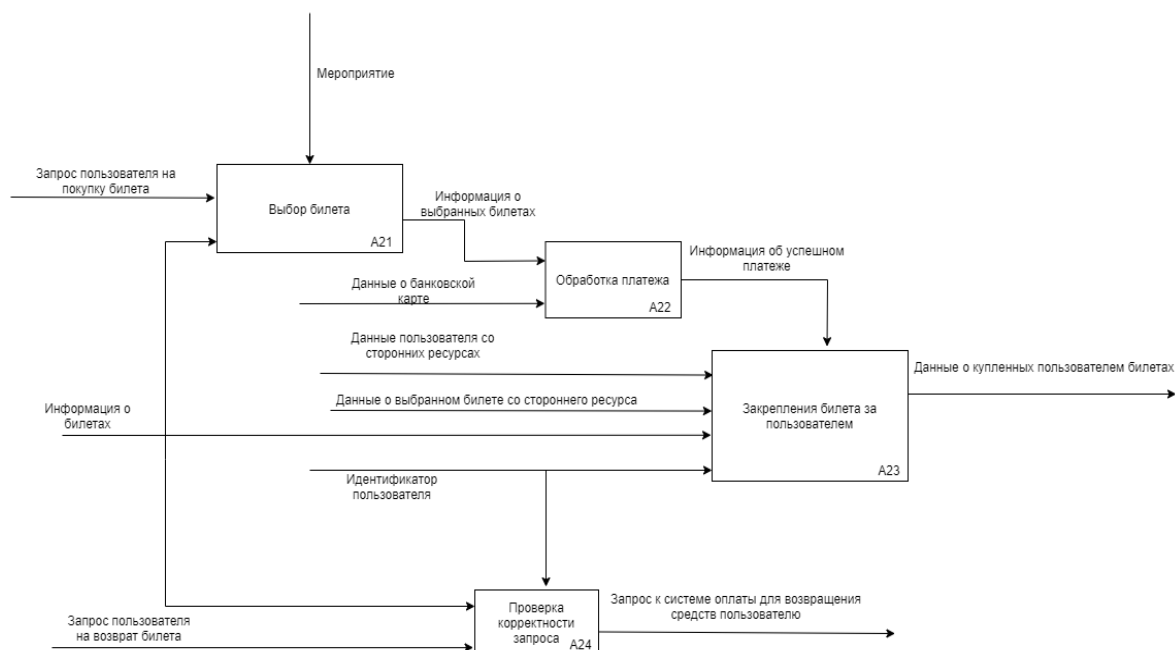 Мероприятие
Запрос пользователя на
покупку билета
Выбор билета
A21
Информация о
выбранных билетах
Данные о банковской
карте
Обработка платежа
A22
Информация об успешном
платеже
Данные пользователя со
сторонних ресурсах
Данные о выбранном билете со стороннего ресурса
Информация о
билетах
Идентификатор
пользователя
Закрепления билета за
пользователем
A23
Данные о купленных пользователем билетах
Запрос пользователя
на возврат билета
Проверка
корректности
запроса
A24
Запрос к системе оплаты для возвращения
средств пользователю